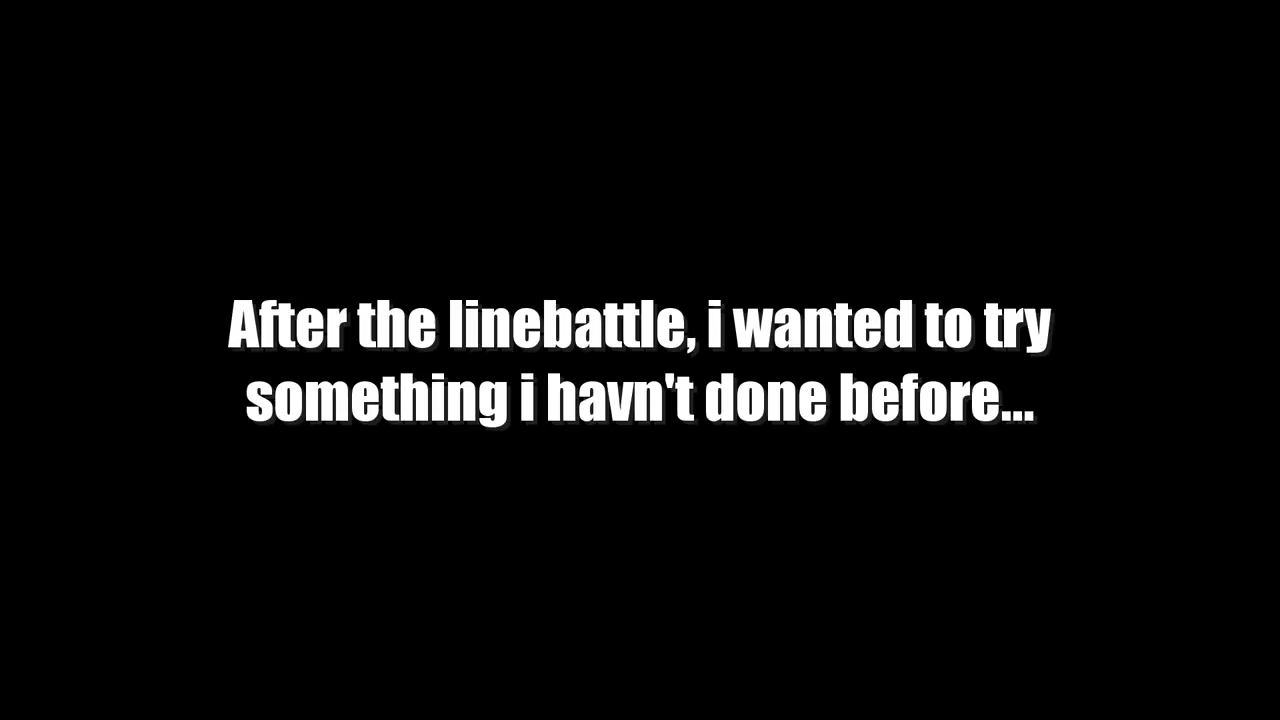 After the linebattle, i wanted to try
something i havn't done before...